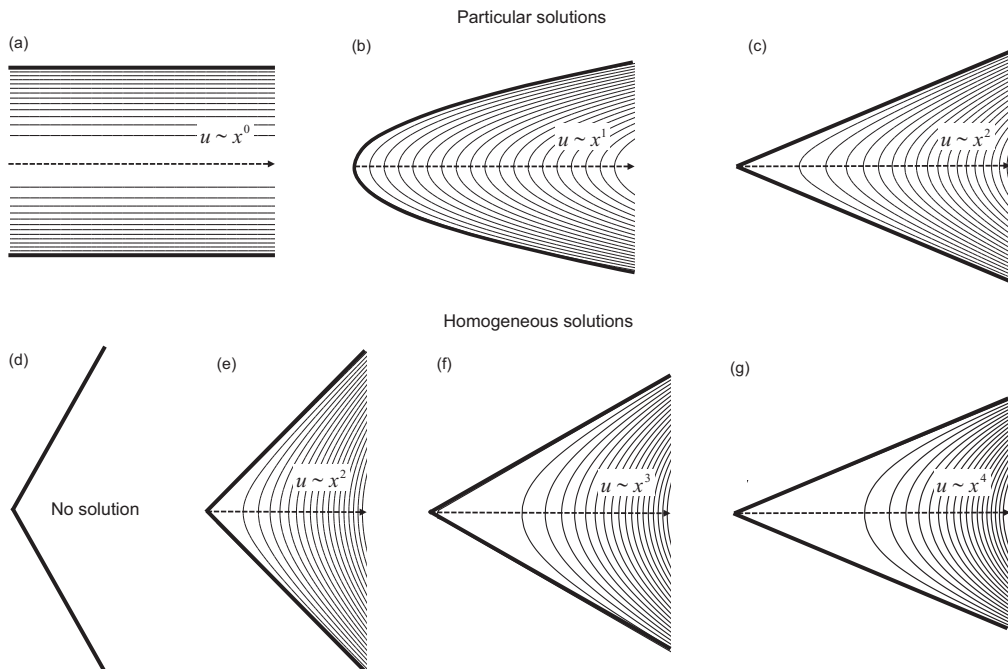 Particular solutions
(a)
(b)
(c)
u ~ x⁰
u ~ x¹
u ~ x²
Homogeneous solutions
(d)
(e)
(f)
(g)
No solution
u ~ x²
u ~ x³
u ~ x⁴